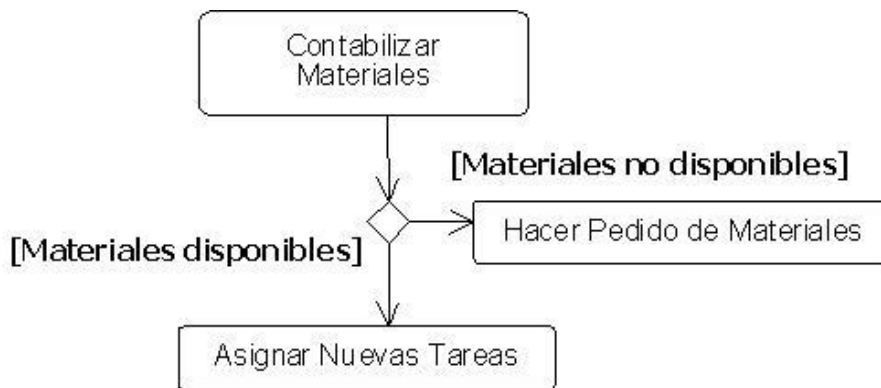 Contabilizar
Materiales
[Materiales no disponibles]
Hacer Pedido de Materiales
[Materiales disponibles]
Asignar Nuevas Tareas